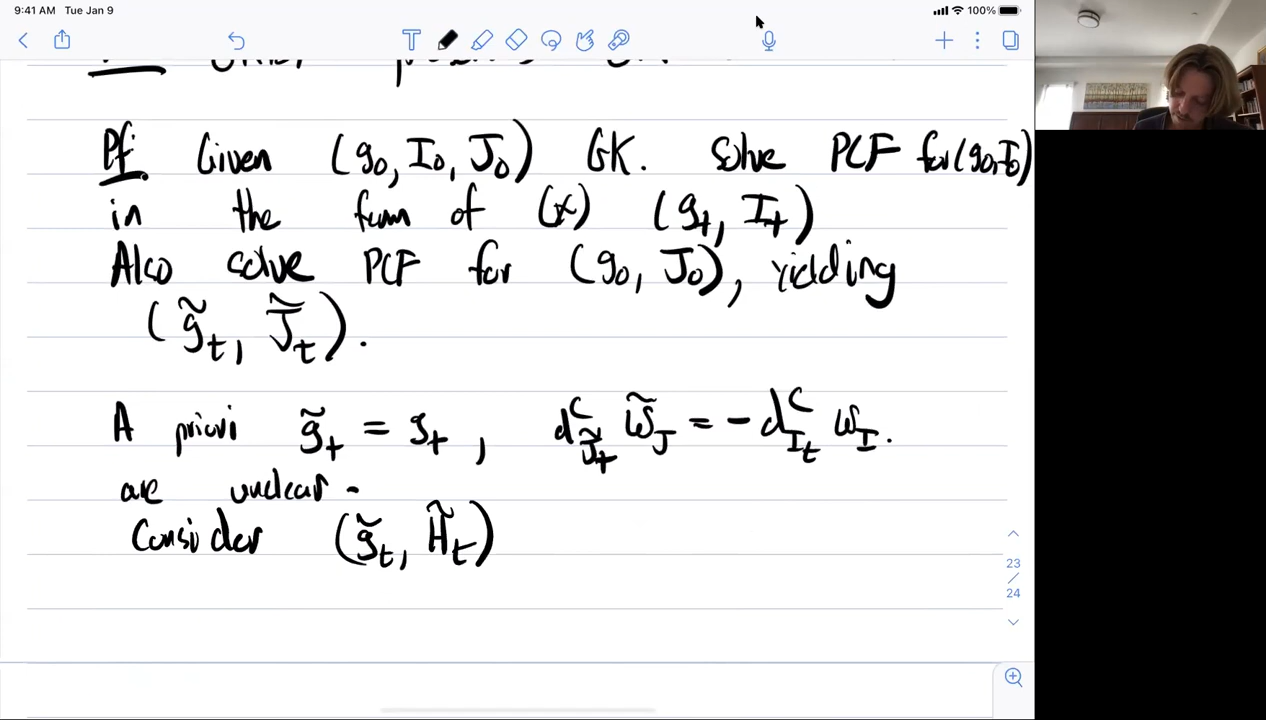 9:41 AM Tue Jan 9
100%
Pf: Given (g₀, I₀, J₀) GK. Solve PCF for (g₀, I₀)
in the form of (*) (g_t, I_t)
Also solve PCF for (g₀, J₀), yielding
(g̃_t, J̃_t).
A priori g̃_t = g_t, d^c_{J̃_t} ω̃_J = - d^c_{I_t} ω_I.
are unclear.
Consider (g̃_t, H̃_t)
23
/
24